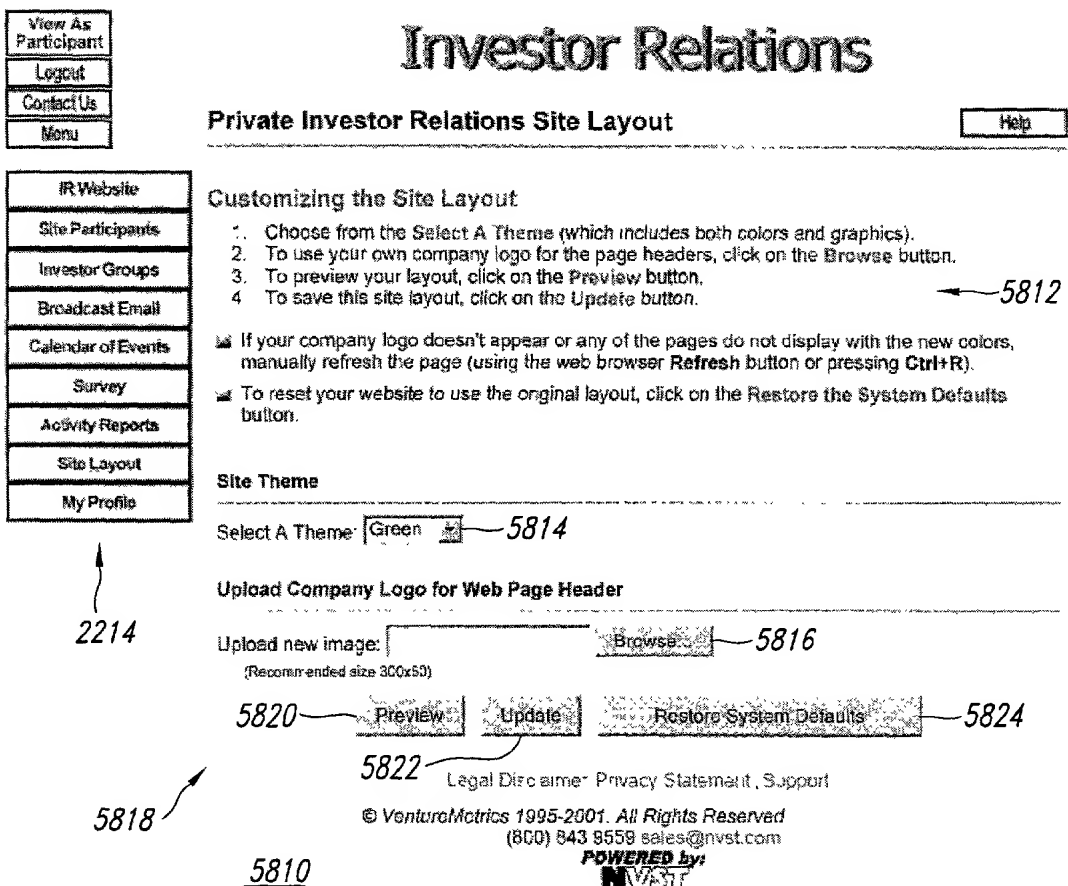 View As
Participant
Logout
Contact Us
Menu
Investor Relations
Private Investor Relations Site Layout
Help
IR Website
Site Participants
Investor Groups
Broadcast Email
Calendar of Events
Survey
Activity Reports
Site Layout
My Profile
2214
Customizing the Site Layout
1. Choose from the Select A Theme (which includes both colors and graphics).
2. To use your own company logo for the page headers, click on the Browse button.
3. To preview your layout, click on the Preview button.
4 To save this site layout, click on the Update button.
5812
If your company logo doesn't appear or any of the pages do not display with the new colors,
manually refresh the page (using the web browser Refresh button or pressing Ctrl+R).
To reset your website to use the original layout, click on the Restore the System Defaults
button.
Site Theme
Select A Theme: Green
5814
Upload Company Logo for Web Page Header
Upload new image: Browse...
5816
(Recommended size 300x50)
5820
Preview Update Restore System Defaults
5824
5822
Legal Disclaimer Privacy Statement, Support
5818
© VentureMetrics 1995-2001. All Rights Reserved
(800) 843 9559 sales@nvst.com
POWERED by:
NVST
5810